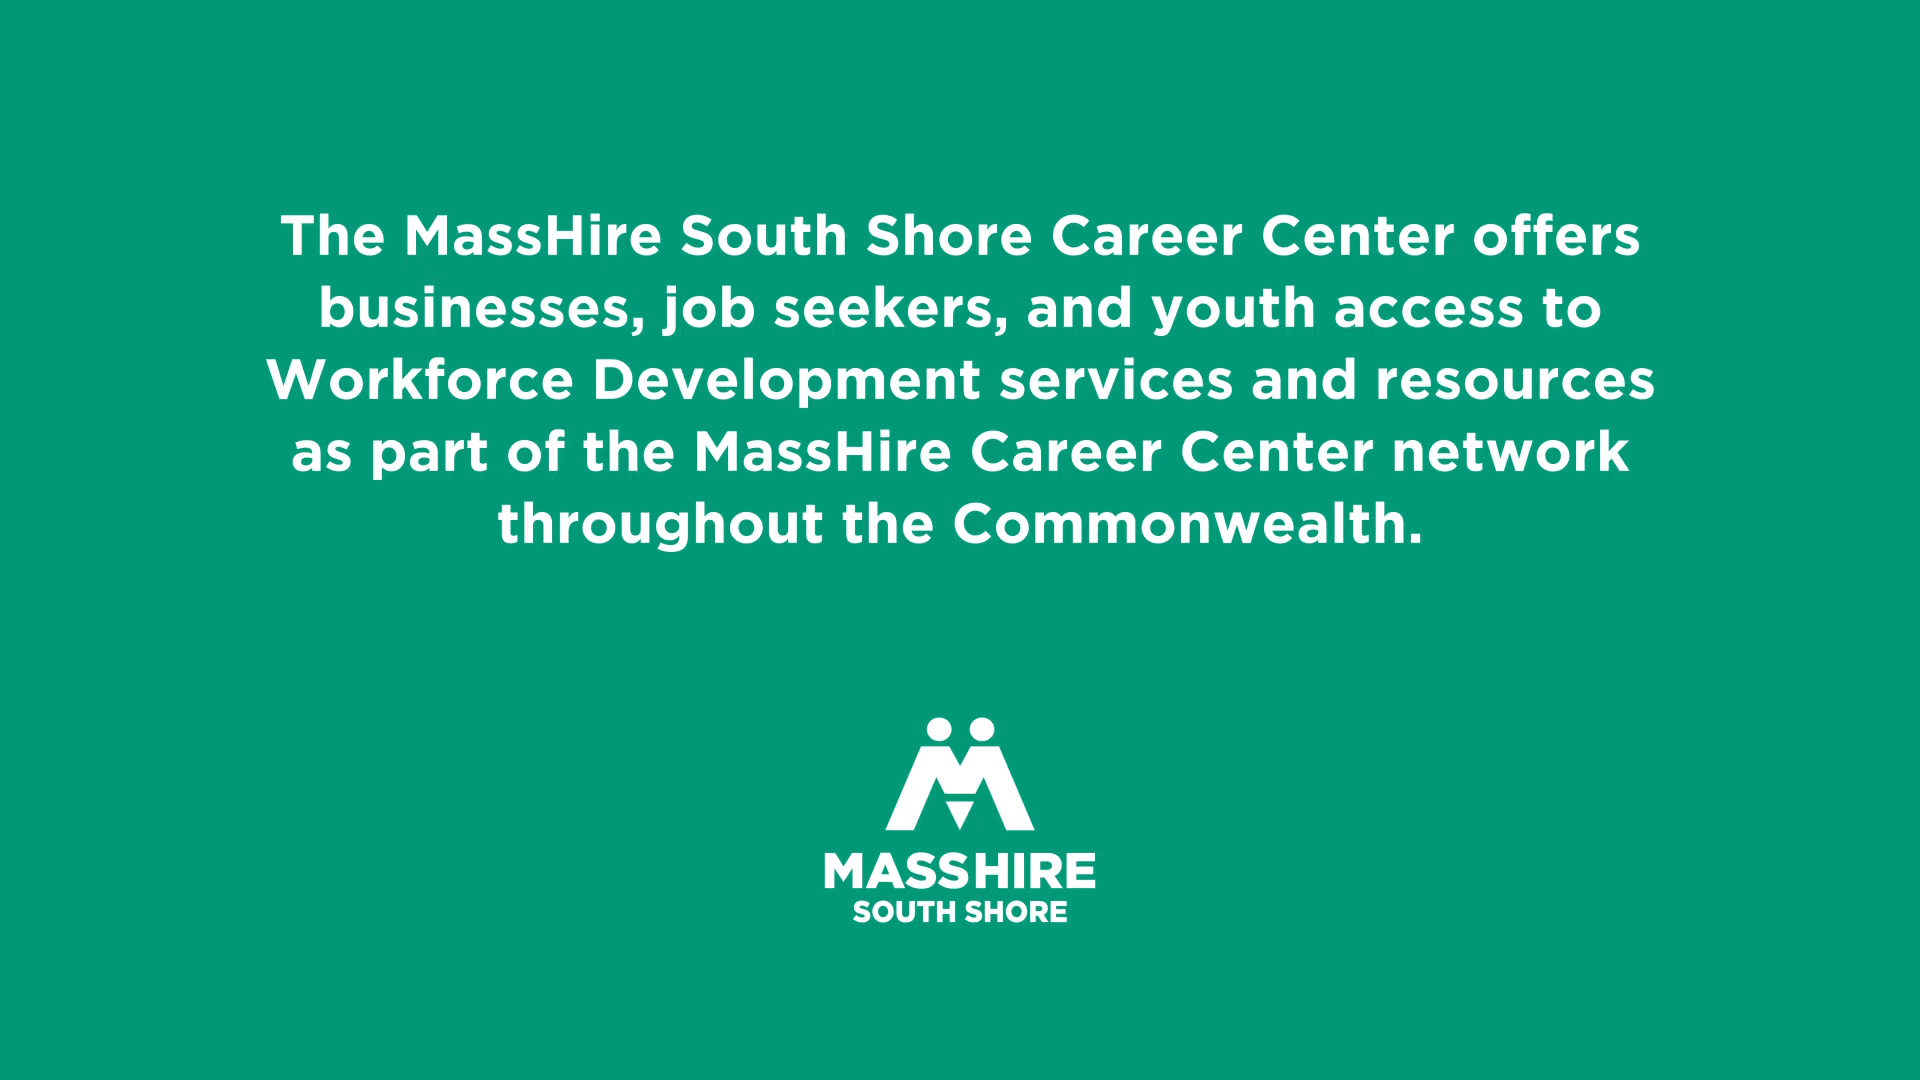 The MassHire South Shore Career Center offers
businesses, job seekers, and youth access to
Workforce Development services and resources
as part of the MassHire Career Center network
throughout the Commonwealth.
MASSHIRE
SOUTH SHORE